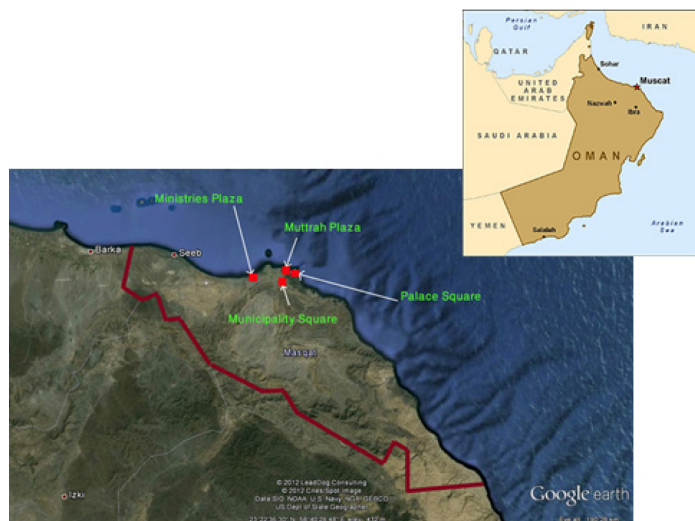 Persian
Gulf
IRAN
QATAR
Sohar
Muscat
UNITED
ARAB
EMIRATES
Nazwah
Ibra
SAUDI ARABIA
OMAN
YEMEN
Salalah
Arabian
Sea
Ministries Plaza
Muttrah Plaza
Barka
Seeb
Palace Square
Municipality Square
Masqat
Izki
© 2012 LeadDog Consulting
© 2012 Cnes/Spot Image
Data SIO, NOAA, U.S. Navy, NGA, GEBCO
US Dept of State Geographer
Google earth